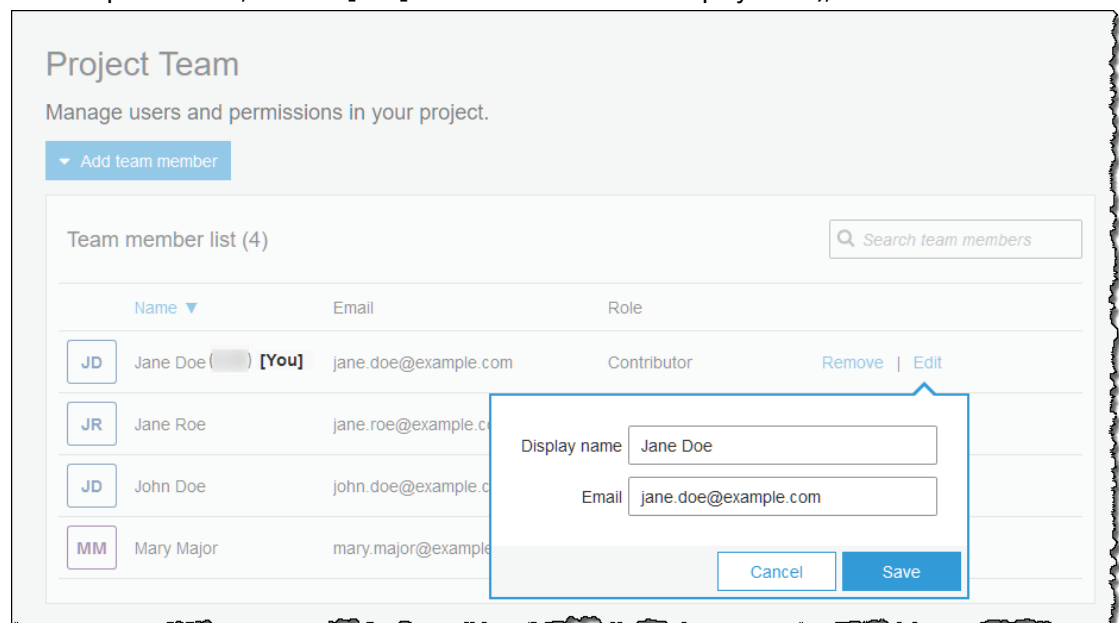 Project Team
Manage users and permissions in your project.
Add team member
Team member list (4)
Search team members
Name ▼ Email Role
JD Jane Doe ( ) [You] jane.doe@example.com Contributor Remove | Edit
JR Jane Roe
JD John Doe
MM Mary Major
Display name Jane Doe
Email jane.doe@example.com
Cancel Save